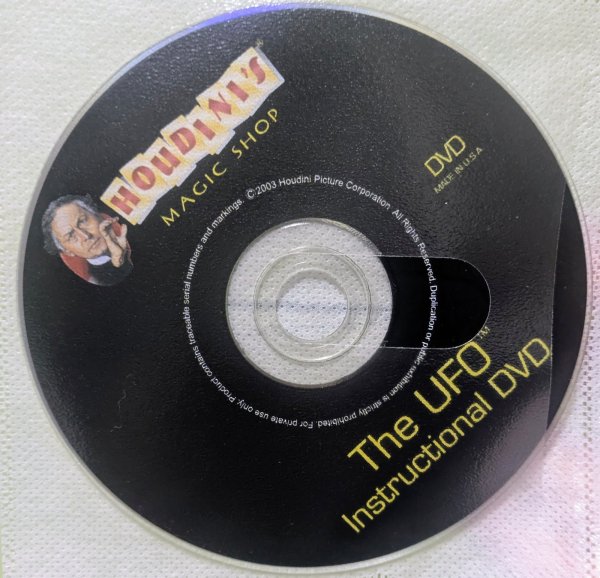 HOUDINI'S®
MAGIC SHOP
DVD
MADE IN U.S.A
©2003 Houdini Picture Corporation. All Rights Reserved. Duplication or public exhibition is strictly prohibited. For private use only. Product contains traceable serial numbers and markings.
The UFO™
Instructional DVD